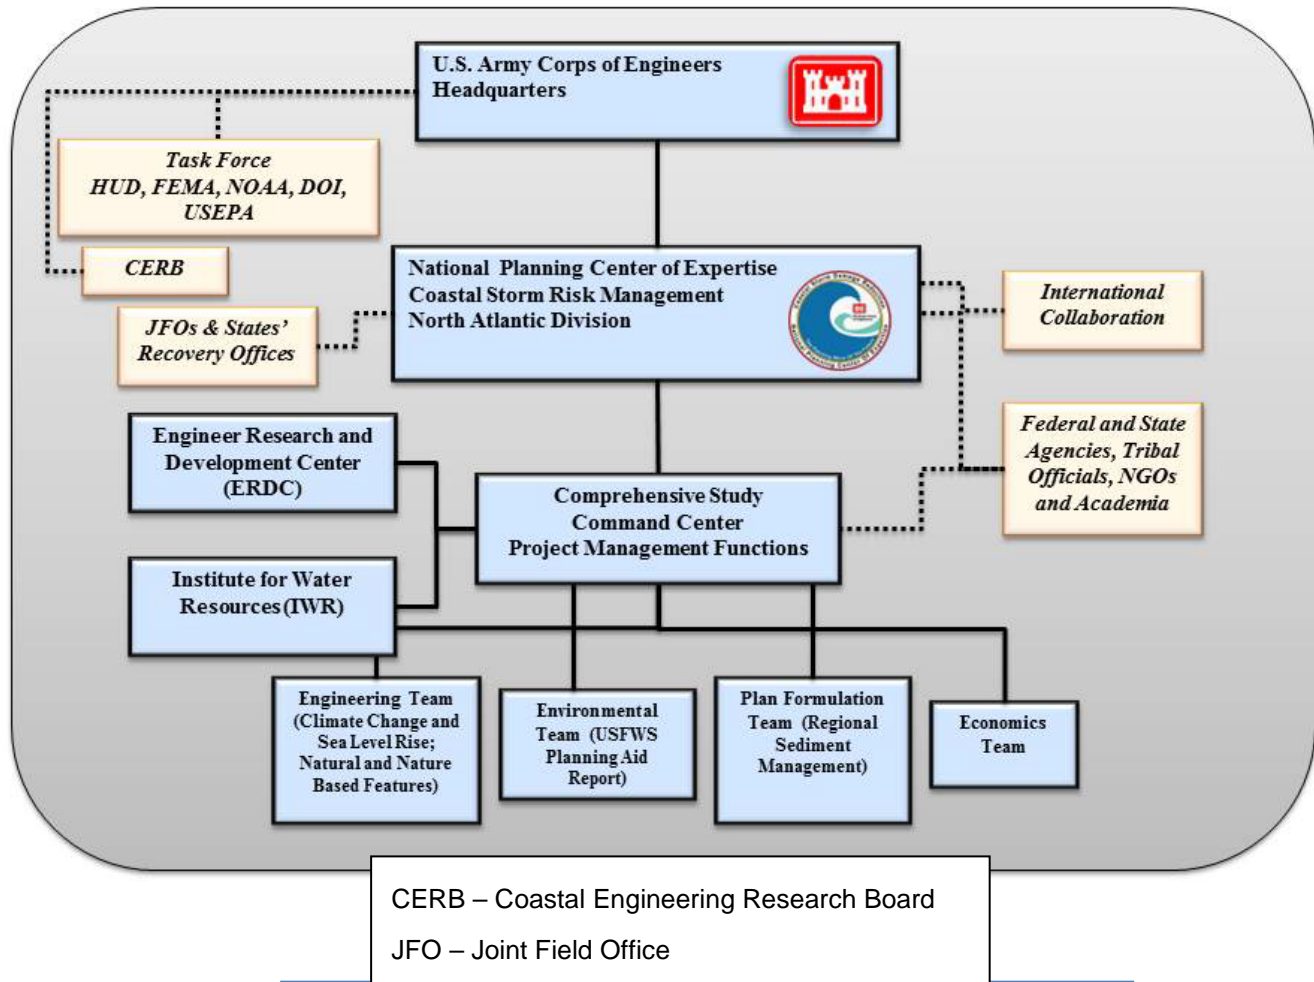 U.S. Army Corps of Engineers
Headquarters
Task Force
HUD, FEMA, NOAA, DOI,
USEPA
CERB
National Planning Center of Expertise
Coastal Storm Risk Management
North Atlantic Division
JFOs & States'
Recovery Offices
International
Collaboration
Engineer Research and
Development Center
(ERDC)
Federal and State
Agencies, Tribal
Officials, NGOs
and Academia
Comprehensive Study
Command Center
Project Management Functions
Institute for Water
Resources (IWR)
Engineering Team
(Climate Change and
Sea Level Rise;
Natural and Nature
Based Features)
Environmental
Team (USFWS
Planning Aid
Report)
Plan Formulation
Team (Regional
Sediment
Management)
Economics
Team
CERB – Coastal Engineering Research Board
JFO – Joint Field Office